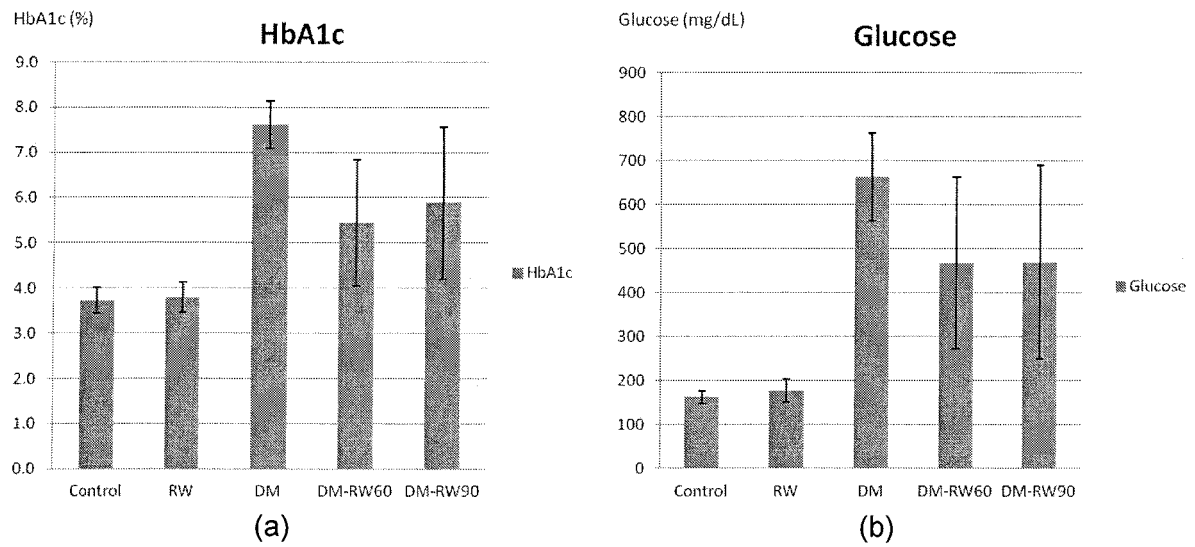 HbA1c (%)
HbA1c
9.0
8.0
7.0
6.0
5.0
4.0
3.0
2.0
1.0
0.0
Control RW DM DM-RW60 DM-RW90
HbA1c
(a)
Glucose (mg/dL)
Glucose
900
800
700
600
500
400
300
200
100
0
Control RW DM DM-RW60 DM-RW90
Glucose
(b)